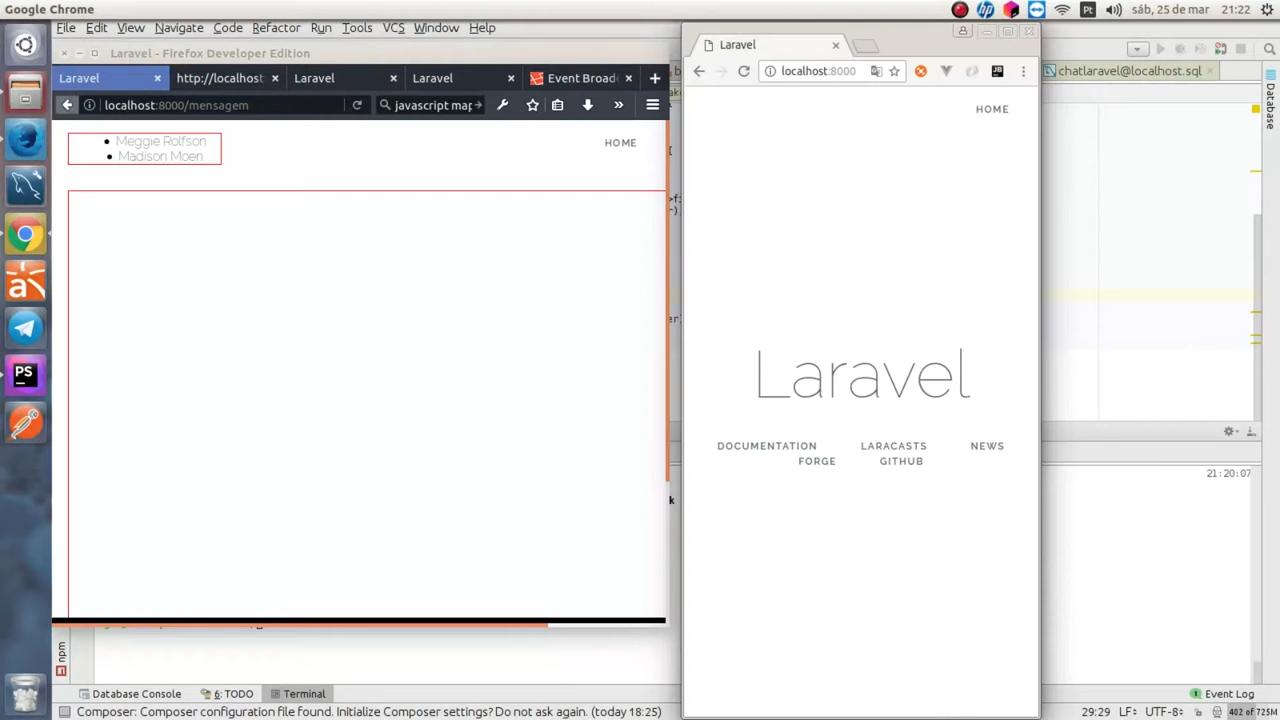 Google Chrome
Pt
sáb, 25 de mar
21:22
File Edit View Navigate Code Refactor Run Tools VCS Window Help
Laravel - Firefox Developer Edition
Laravel
http://localhost
Laravel
Laravel
Event Broad
localhost:8000/mensagem
javascript map
Meggie Rolfson
Madison Moen
HOME
Laravel
localhost:8000
HOME
Laravel
DOCUMENTATION LARACASTS NEWS
FORGE GITHUB
chatlaravel@localhost.sql
Database
21:20:07
npm
Database Console
6: TODO
Terminal
Event Log
Composer: Composer configuration file found. Initialize Composer settings? Do not ask again. (today 18:25)
29:29 LF÷ UTF-8÷ 402 of 725M